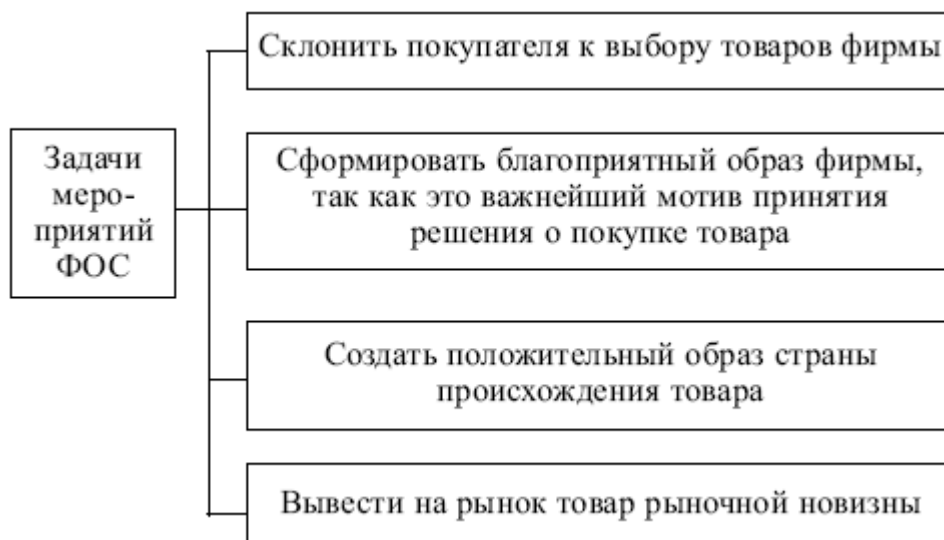 Склонить покупателя к выбору товаров фирмы
Задачи
меро-
приятий
ФОС
Сформировать благоприятный образ фирмы,
так как это важнейший мотив принятия
решения о покупке товара
Создать положительный образ страны
происхождения товара
Вывести на рынок товар рыночной новизны